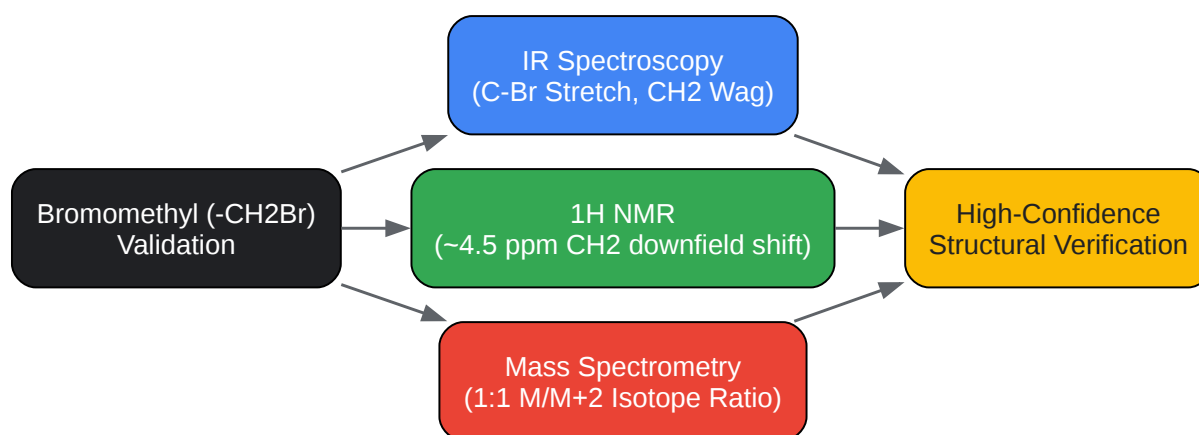 IR Spectroscopy
(C-Br Stretch, CH2 Wag)
Bromomethyl (-CH2Br)
Validation
1H NMR
(~4.5 ppm CH2 downfield shift)
High-Confidence
Structural Verification
Mass Spectrometry
(1:1 M/M+2 Isotope Ratio)